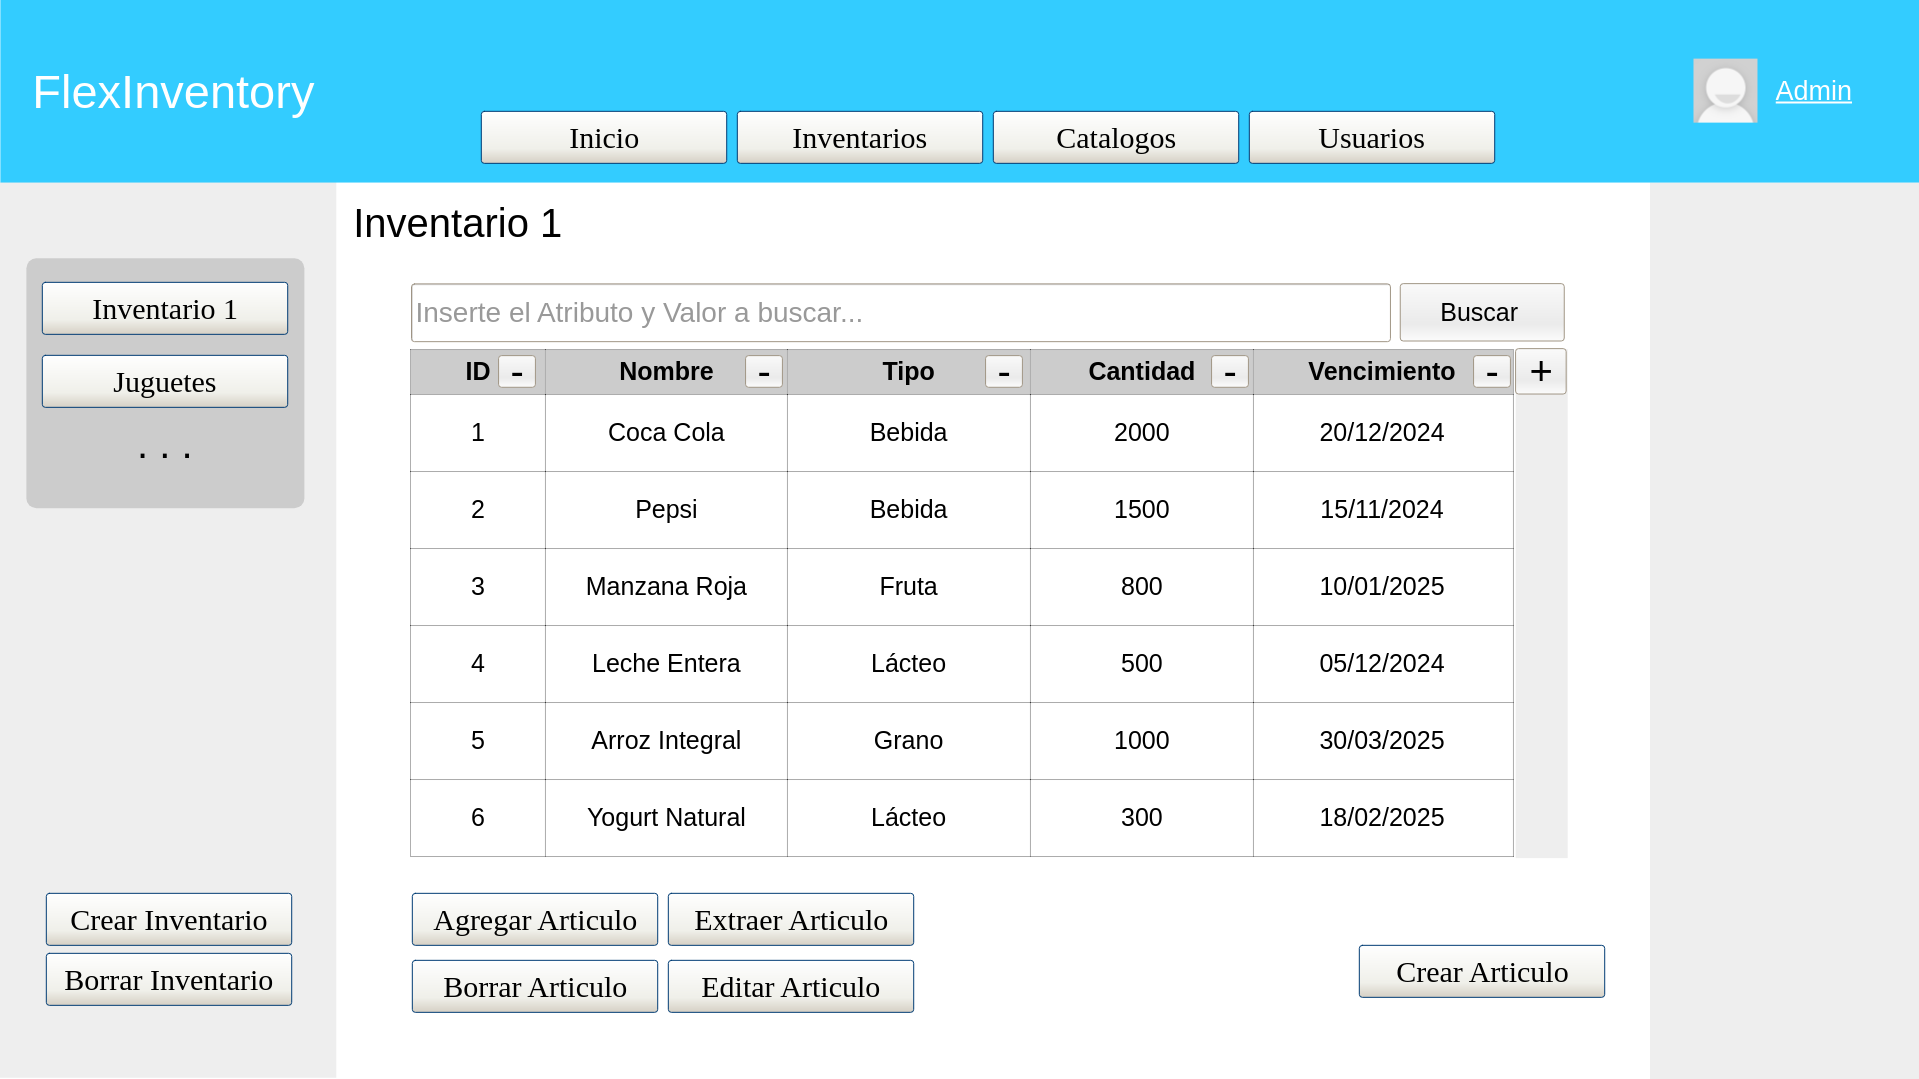 FlexInventory
Admin
Inicio Inventarios Catalogos Usuarios
Inventario 1
Inventario 1
Juguetes
. . .
Inserte el Atributo y Valor a buscar... Buscar
ID - Nombre - Tipo - Cantidad - Vencimiento - +
1 Coca Cola Bebida 2000 20/12/2024
2 Pepsi Bebida 1500 15/11/2024
3 Manzana Roja Fruta 800 10/01/2025
4 Leche Entera Lácteo 500 05/12/2024
5 Arroz Integral Grano 1000 30/03/2025
6 Yogurt Natural Lácteo 300 18/02/2025
Crear Inventario
Borrar Inventario
Agregar Articulo Extraer Articulo
Borrar Articulo Editar Articulo
Crear Articulo